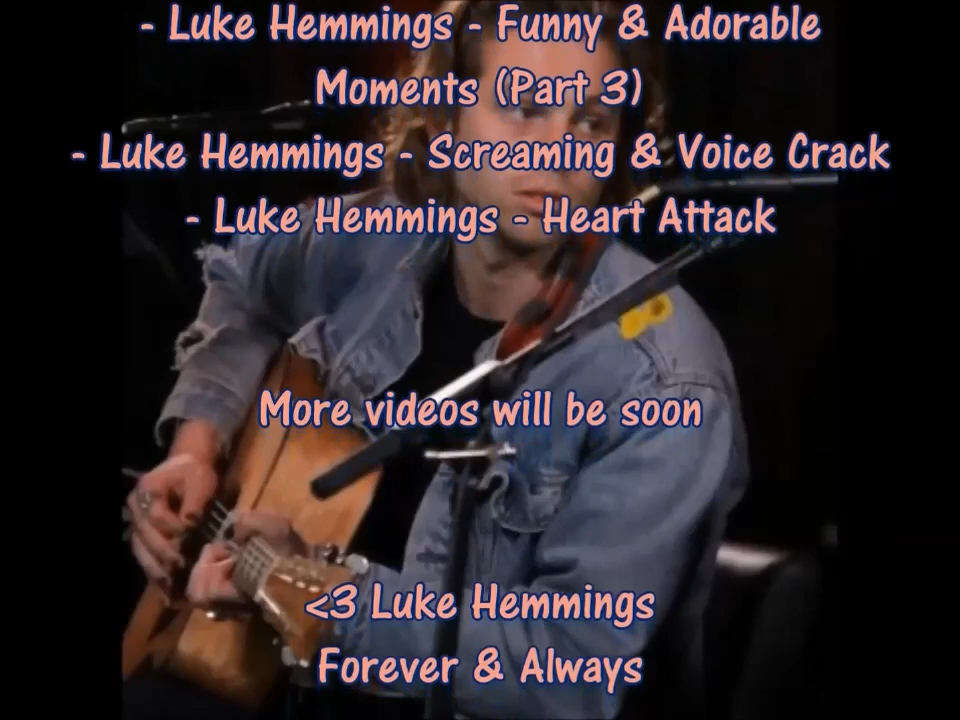 - Luke Hemmings - Funny & Adorable
Moments (Part 3)
- Luke Hemmings - Screaming & Voice Crack
- Luke Hemmings - Heart Attack
More videos will be soon
<3 Luke Hemmings
Forever & Always